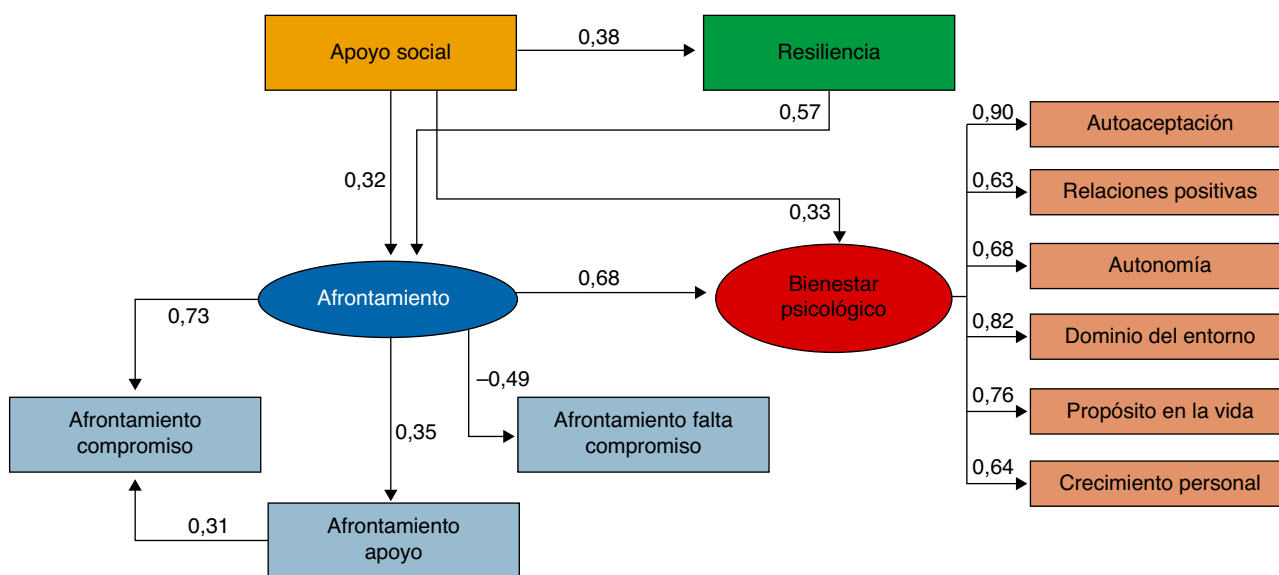 Apoyo social
0,38
Resiliencia
0,57
0,90
Autoaceptación
0,32
0,63
Relaciones positivas
0,33
0,68
Autonomía
Afrontamiento
0,68
Bienestar
psicológico
0,73
0,82
Dominio del entorno
–0,49
0,76
Propósito en la vida
Afrontamiento
compromiso
0,35
Afrontamiento falta
compromiso
0,64
Crecimiento personal
0,31
Afrontamiento
apoyo